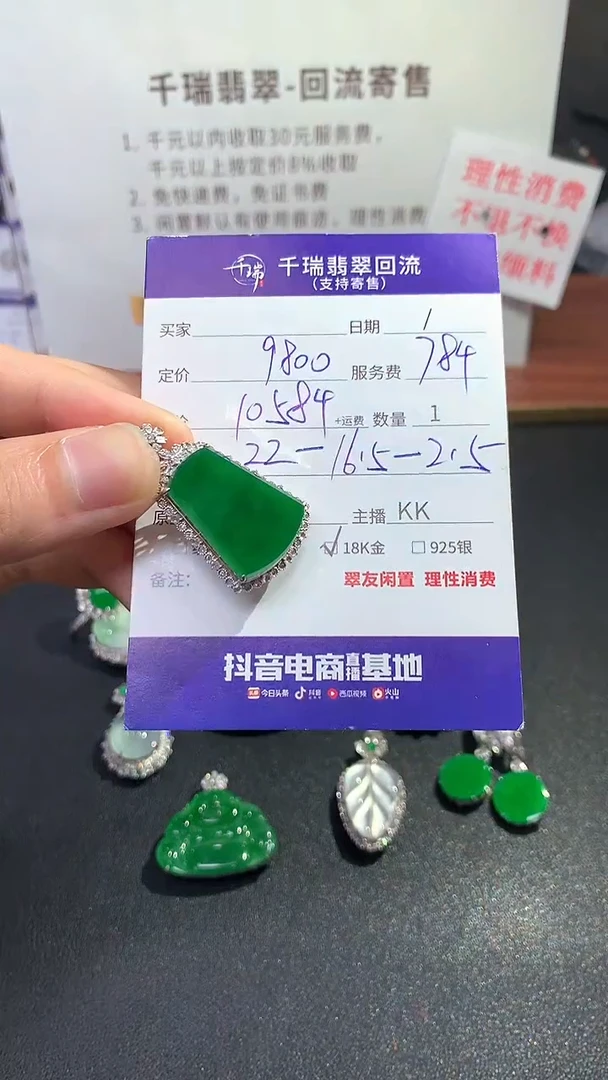 千瑞翡翠-回流寄售
1. 千元以内收取30元服务费，
千元以上按定价8%收取
2. 免快递费，免证书费
理性消费
不退不换
千瑞
千瑞翡翠回流
(支持寄售)
买家 日期 /
定价 9800 服务费 784
10584 +运费 数量 1
22-16.5-2.5
原 主播 KK
√ 18K金 □ 925银
备注: 翠友闲置 理性消费
抖音电商直播基地
头条 今日头条 抖音 西瓜视频 火山